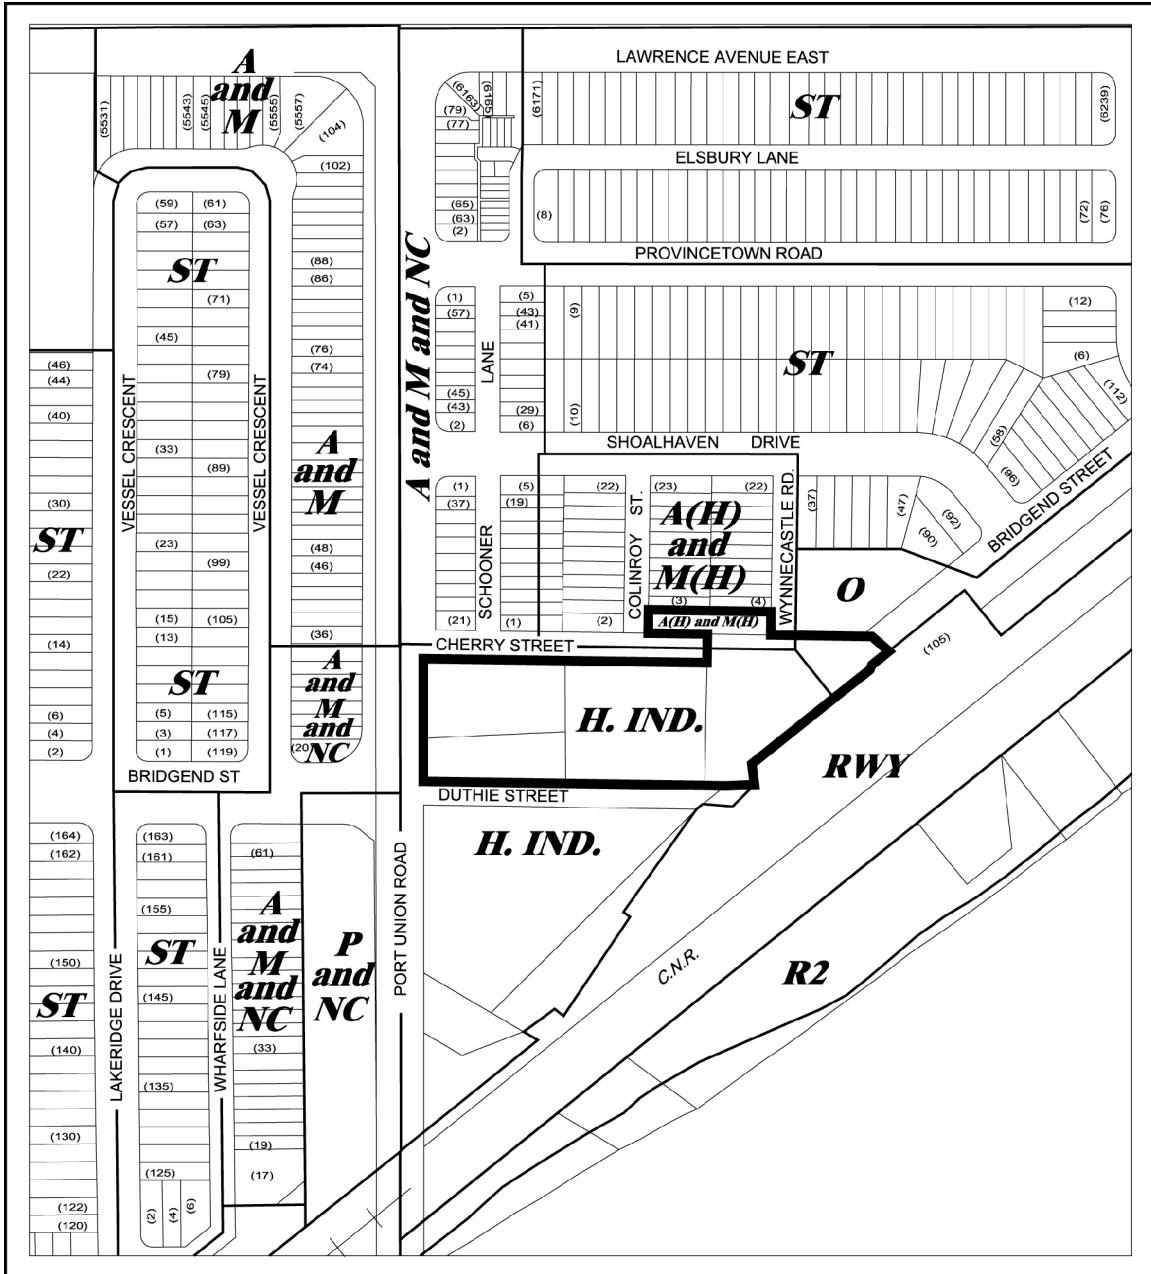 LAWRENCE AVENUE EAST
A
and
M
ST
(5531)
(5543)
(5545)
(5555)
(5557)
(104)
(102)
(6163)
(6165)
(6171)
(6239)
(79)
(77)
ELSBURY LANE
(59) (61)
(57) (63)
(65)
(63)
(2)
(8)
(72)
(76)
PROVINCETOWN ROAD
ST
(88)
(86)
(71)
(45)
(76)
(74)
(79)
A and M and NC
(1)
(57)
(5)
(43)
(41)
(9)
(12)
(6)
LANE
ST
(112)
(46)
(44)
(40)
VESSEL CRESCENT
VESSEL CRESCENT
(45)
(43)
(2)
(29)
(6)
(10)
(58)
(96)
SHOALHAVEN DRIVE
BRIDGEND STREET
(33)
(89)
A
and
M
(30)
ST
(22)
(23)
(99)
(48)
(46)
(1)
(37)
(5)
(19)
(22)
(23)
(22)
A(H)
and
M(H)
(37)
(47)
(92)
(90)
SCHOONER
COLINROY ST.
WYNNECASTLE RD.
O
(3)
(4)
A(H) and M(H)
(14)
(15) (105)
(13)
(36)
(21)
(1)
(2)
CHERRY STREET
(105)
ST
A
and
M
and
NC
(20
(6)
(4)
(2)
(5) (115)
(3) (117)
(1) (119)
BRIDGEND ST
H. IND.
RWY
DUTHIE STREET
H. IND.
(164)
(162)
(163)
(161)
(61)
(155)
ST
(150)
ST
(145)
(140)
(135)
(130)
(125)
(122)
(120)
(2)
(4)
(6)
LAKERIDGE DRIVE
WHARFSIDE LANE
A
and
M
and
NC
(33)
(19)
(17)
P
and
NC
PORT UNION ROAD
C.N.R.
R2